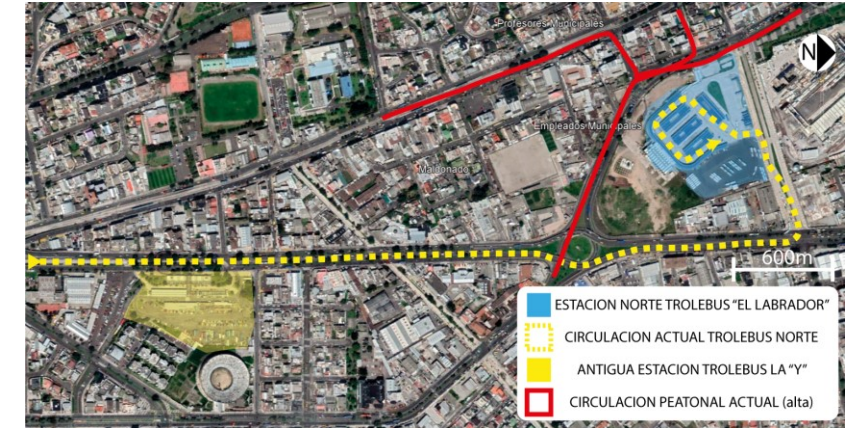 Profesores Municipales
N
Empleados Municipales
Maldonado
600m
ESTACION NORTE TROLEBUS "EL LABRADOR"
CIRCULACION ACTUAL TROLEBUS NORTE
ANTIGUA ESTACION TROLEBUS LA "Y"
CIRCULACION PEATONAL ACTUAL (alta)